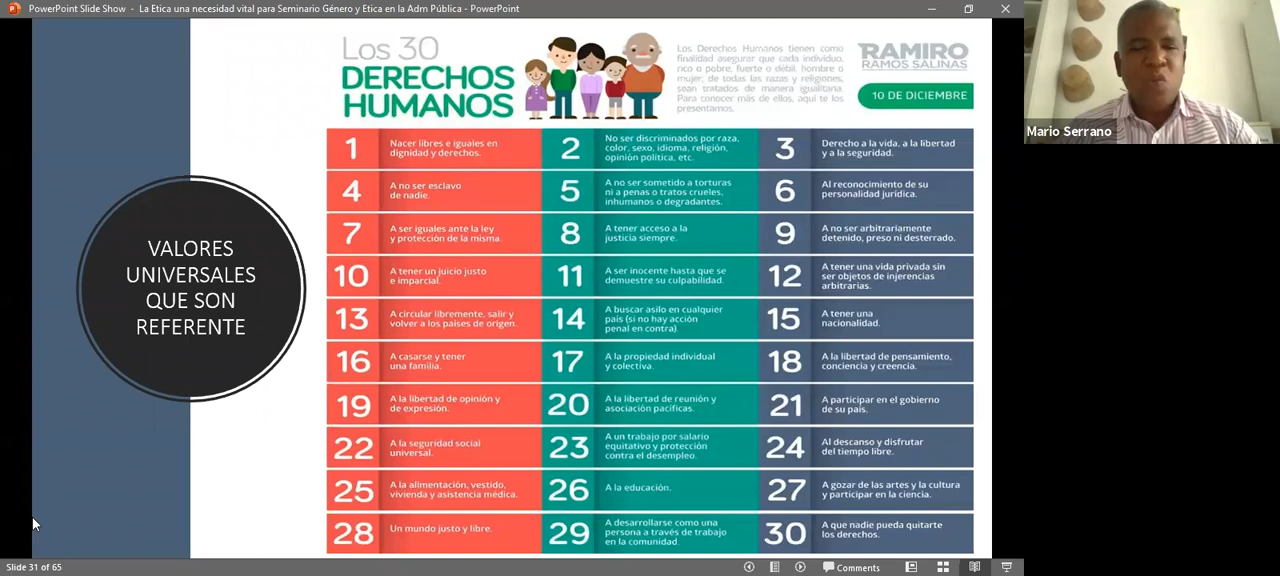 PowerPoint Slide Show - La Etica una necesidad vital para Seminario Género y Etica en la Adm Pública - PowerPoint
Los 30
DERECHOS
HUMANOS
Los Derechos Humanos tienen como
finalidad asegurar que cada individuo,
rico o pobre, fuerte o débil, hombre o
mujer, de todas las razas y religiones,
sean tratados de manera igualitaria.
Para conocer más de ellos, aquí te los
presentamos.
RAMIRO
RAMOS SALINAS
10 DE DICIEMBRE
Mario Serrano
VALORES
UNIVERSALES
QUE SON
REFERENTE
1
Nacer libres e iguales en
dignidad y derechos.
2
No ser discriminados por raza,
color, sexo, idioma, religión,
opinión política, etc.
3
Derecho a la vida, a la libertad
y a la seguridad.
4
A no ser esclavo
de nadie.
5
A no ser sometido a torturas
ni a penas o tratos crueles,
inhumanos o degradantes.
6
Al reconocimiento de su
personalidad jurídica.
7
A ser iguales ante la ley
y protección de la misma.
8
A tener acceso a la
justicia siempre.
9
A no ser arbitrariamente
detenido, preso ni desterrado.
10
A tener un juicio justo
e imparcial.
11
A ser inocente hasta que se
demuestre su culpabilidad.
12
A tener una vida privada sin
ser objetos de injerencias
arbitrarias.
13
A circular libremente, salir y
volver a los países de origen.
14
A buscar asilo en cualquier
país (si no hay acción
penal en contra).
15
A tener una
nacionalidad.
16
A casarse y tener
una familia.
17
A la propiedad individual
y colectiva.
18
A la libertad de pensamiento,
conciencia y creencia.
19
A la libertad de opinión y
de expresión.
20
A la libertad de reunión y
asociación pacíficas.
21
A participar en el gobierno
de su país.
22
A la seguridad social
universal.
23
A un trabajo por salario
equitativo y protección
contra el desempleo.
24
Al descanso y disfrutar
del tiempo libre.
25
A la alimentación, vestido,
vivienda y asistencia médica.
26
A la educación.
27
A gozar de las artes y la cultura
y participar en la ciencia.
28
Un mundo justo y libre.
29
A desarrollarse como una
persona a través de trabajo
en la comunidad.
30
A que nadie pueda quitarte
los derechos.
Slide 31 of 65
Comments